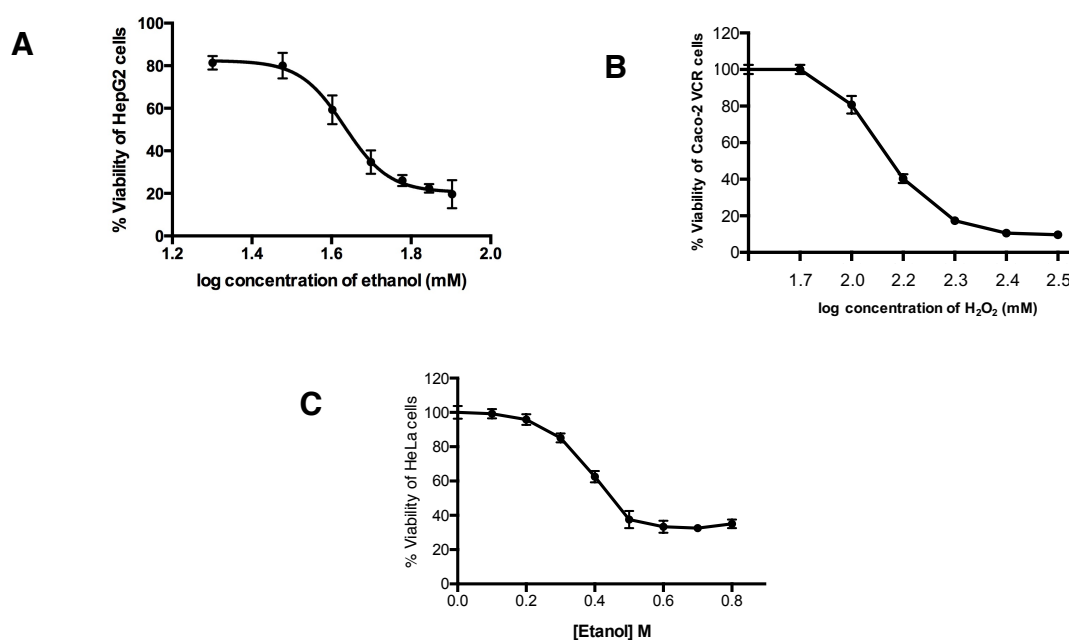 A
% Viability of HepG2 cells
100
80
60
40
20
0
1.2 1.4 1.6 1.8 2.0
log concentration of ethanol (mM)
B
% Viability of Caco-2 VCR cells
120
100
80
60
40
20
0
1.7 2.0 2.2 2.3 2.4 2.5
log concentration of H₂O₂ (mM)
C
% Viability of HeLa cells
120
100
80
60
40
20
0
0.0 0.2 0.4 0.6 0.8
[Etanol] M